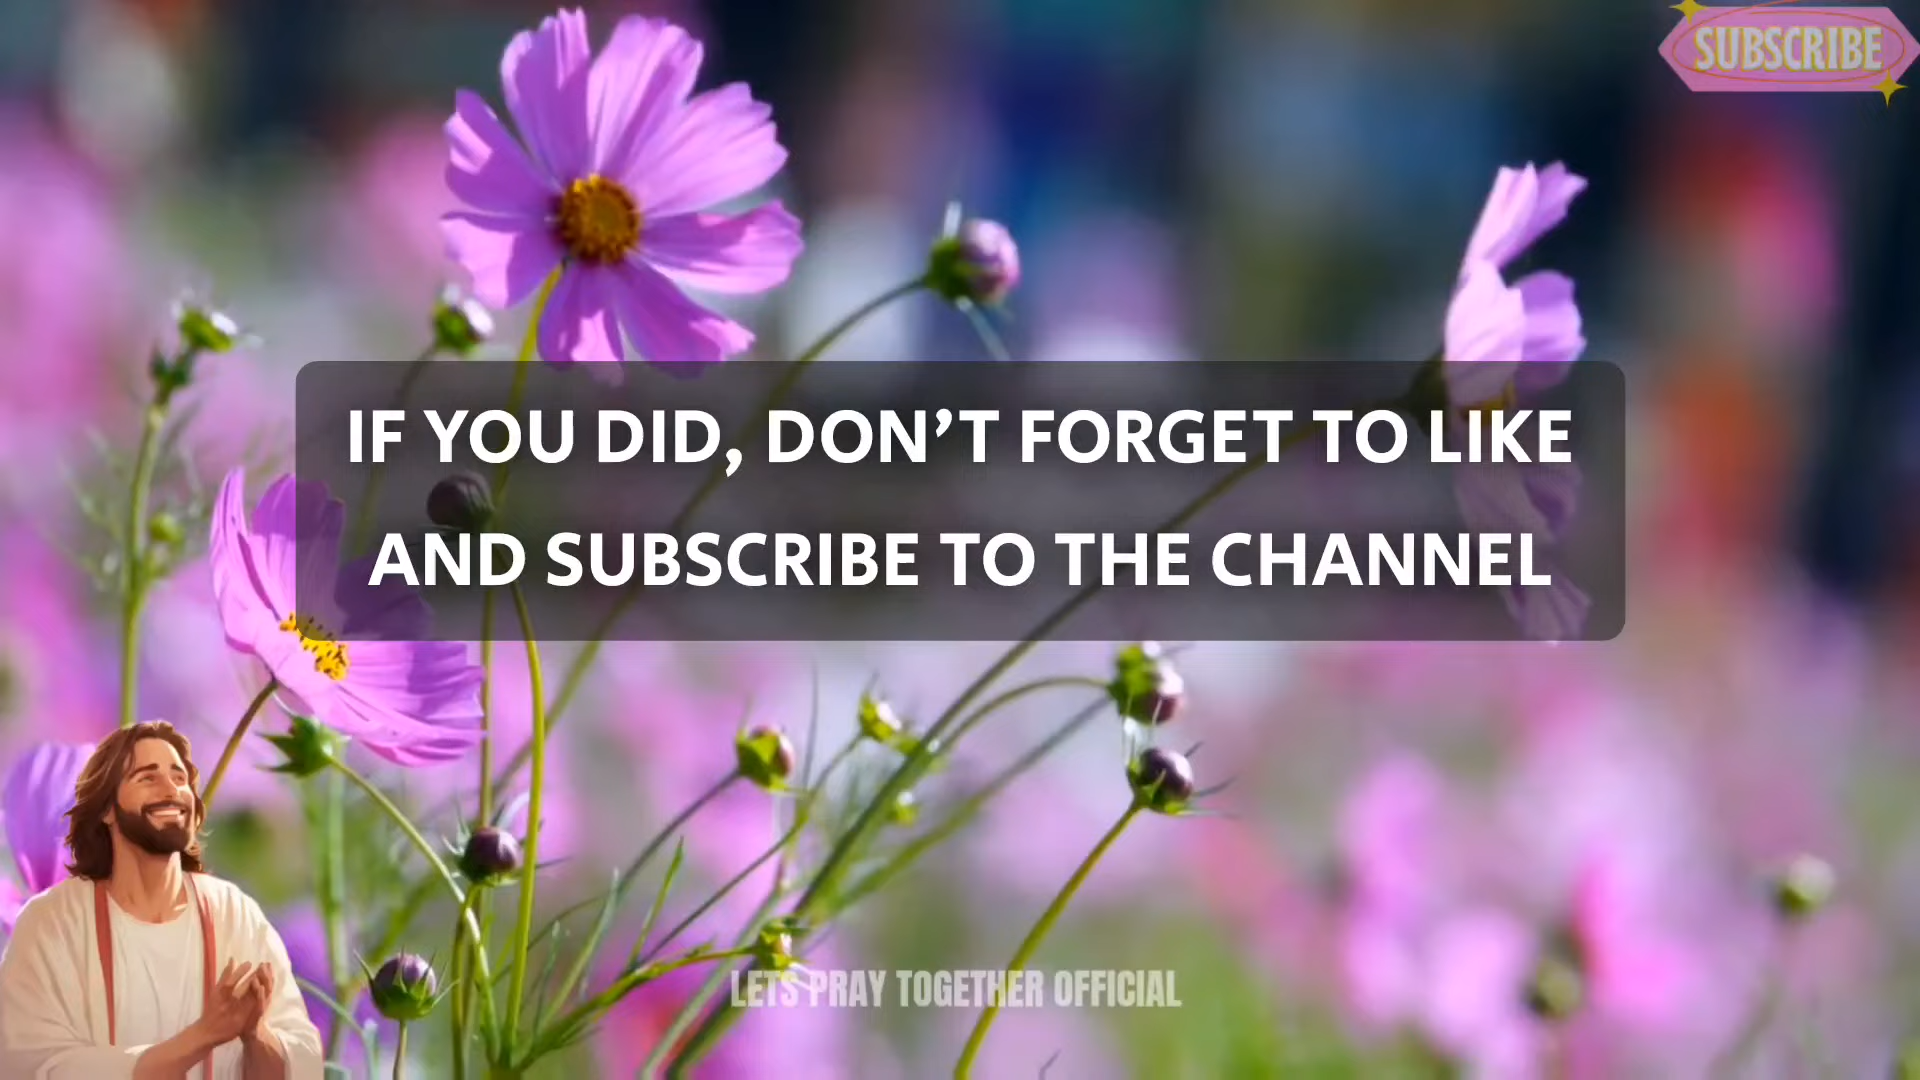 SUBSCRIBE
IF YOU DID, DON’T FORGET TO LIKE
AND SUBSCRIBE TO THE CHANNEL
LETS PRAY TOGETHER OFFICIAL